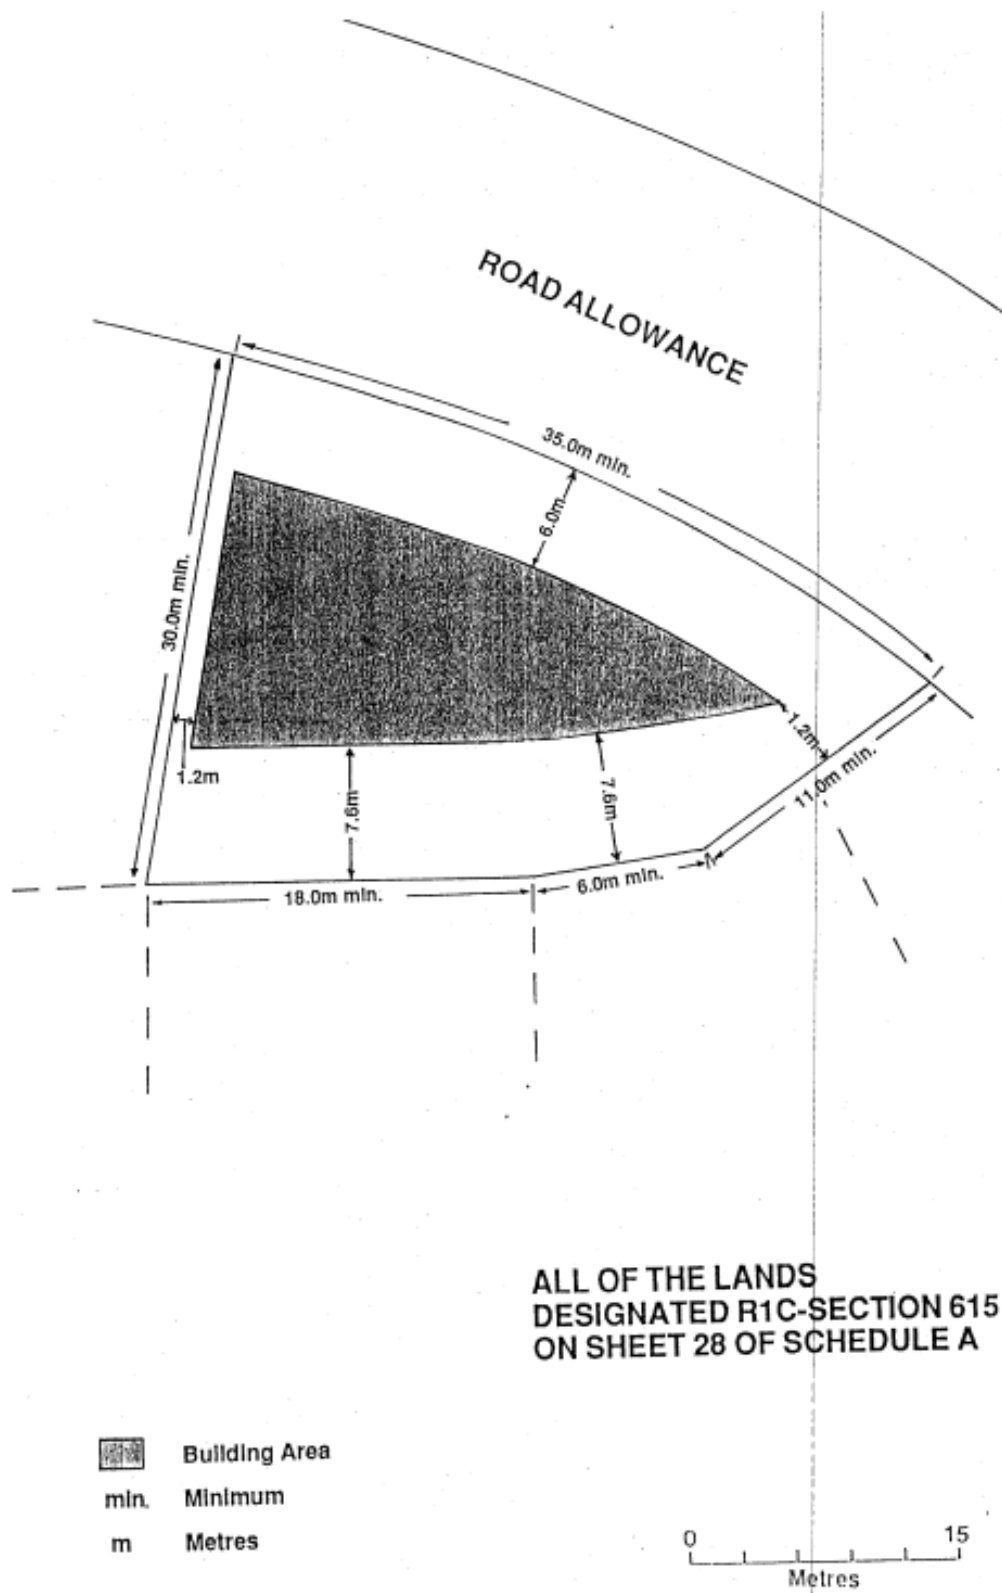 ROAD ALLOWANCE
35.0m min.
6.0m
30.0m min.
1.2m
1.2m
7.6m
7.6m
11.0m min.
18.0m min.
6.0m min.
ALL OF THE LANDS
DESIGNATED R1C-SECTION 615
ON SHEET 28 OF SCHEDULE A
Building Area
min. Minimum
m Metres
0 15
Metres